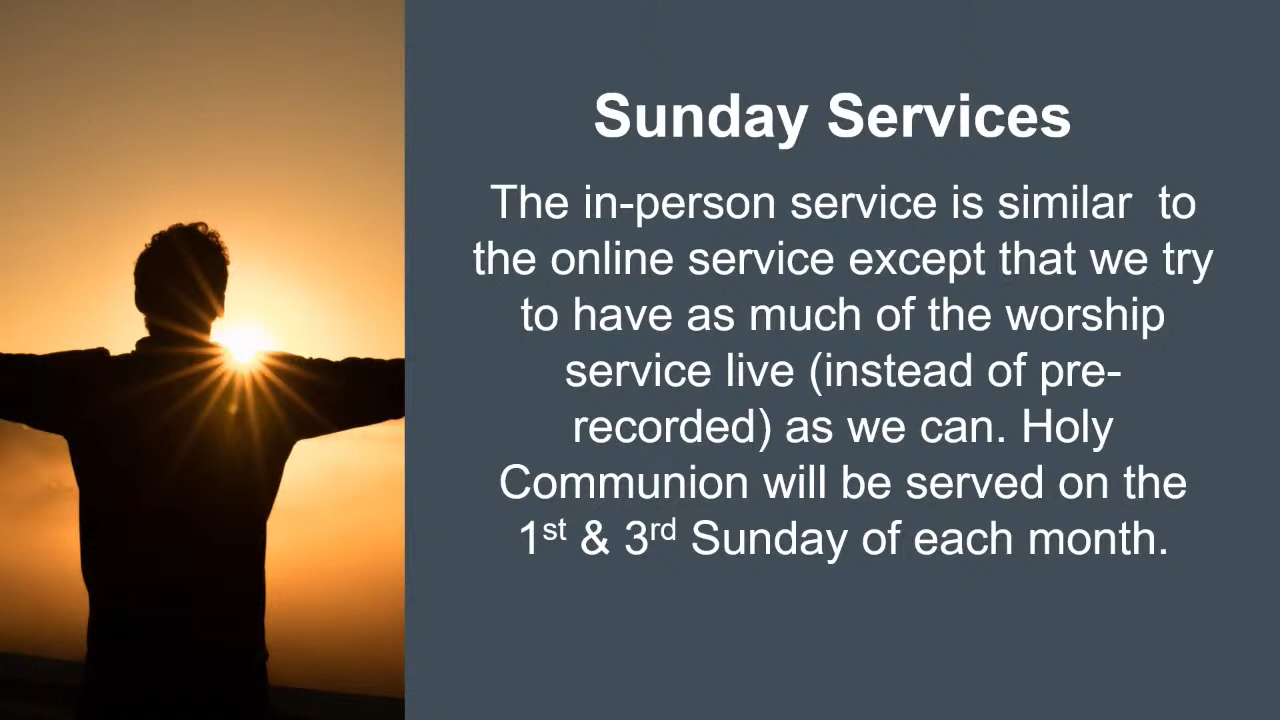 Sunday Services
The in-person service is similar  to
the online service except that we try
to have as much of the worship
service live (instead of pre-
recorded) as we can. Holy
Communion will be served on the
1st & 3rd Sunday of each month.